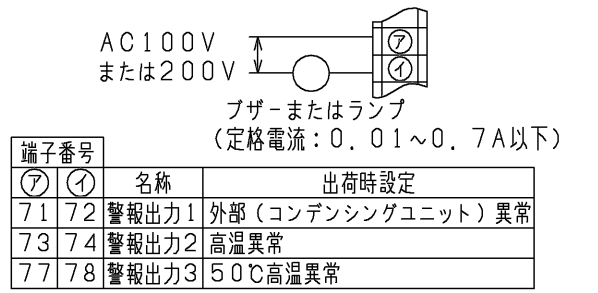 AC100V
または200V
ア
イ
ブザーまたはランプ
(定格電流:0.01~0.7A以下)
端子番号
ア イ 名称 出荷時設定
71 72 警報出力1 外部(コンデンシングユニット)異常
73 74 警報出力2 高温異常
77 78 警報出力3 50℃高温異常